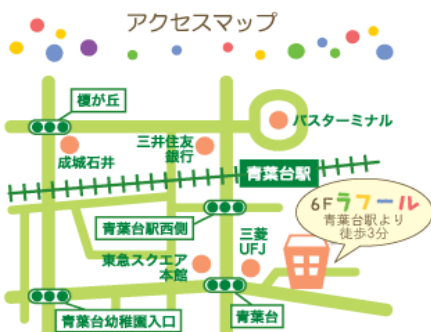 アクセスマップ
榎が丘
バスターミナル
三井住友
銀行
成城石井
青葉台駅
6Fラフール
青葉台駅より
徒歩3分
青葉台駅西側
三菱
UFJ
東急スクエア
本館
青葉台幼稚園入口
青葉台